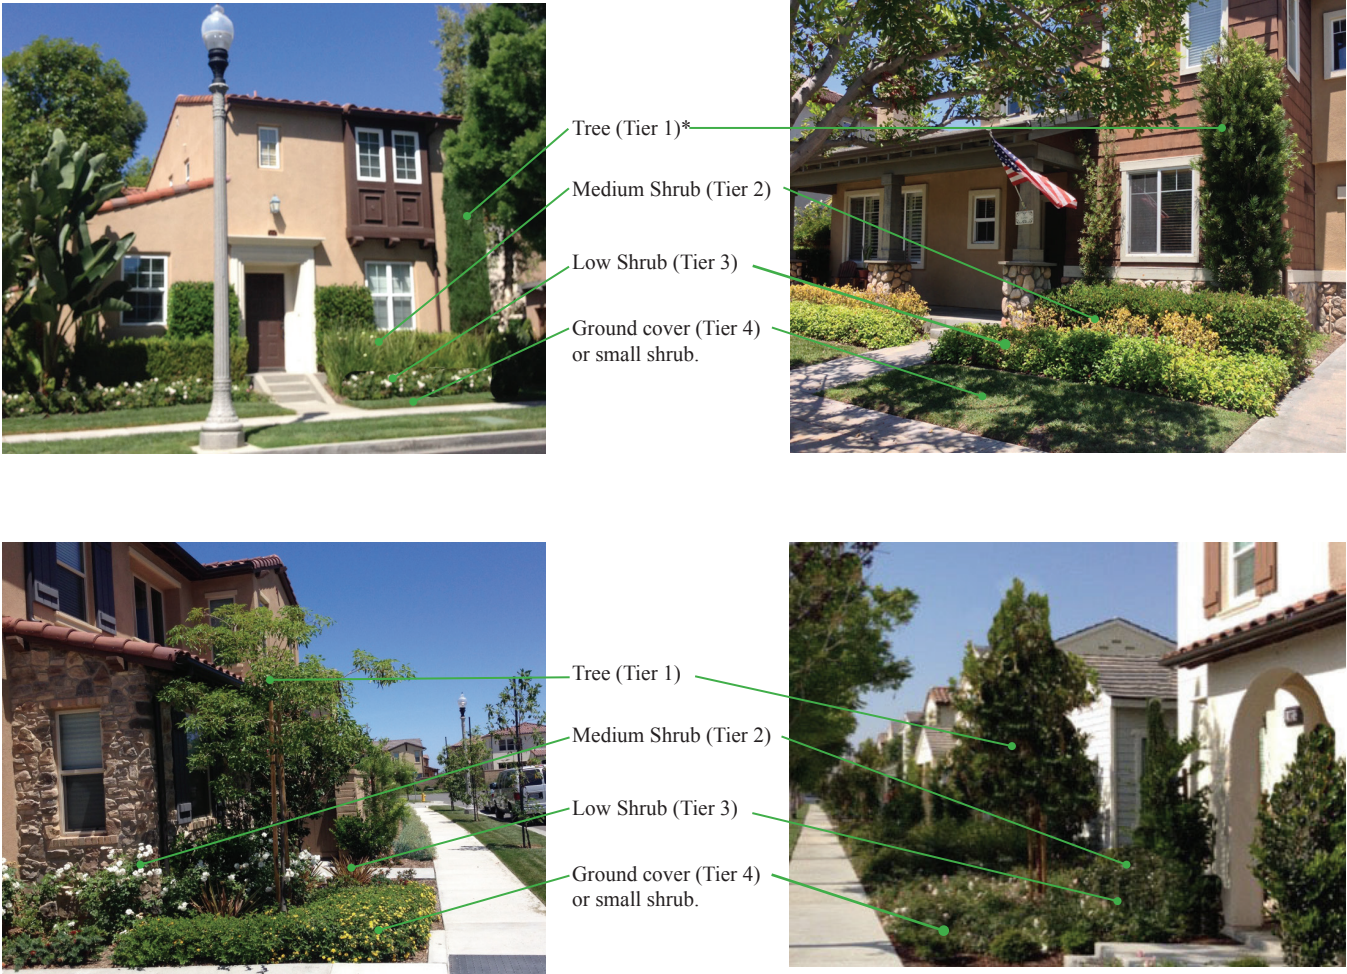 Tree (Tier 1)*
Medium Shrub (Tier 2)
Low Shrub (Tier 3)
Ground cover (Tier 4)
or small shrub.
Tree (Tier 1)
Medium Shrub (Tier 2)
Low Shrub (Tier 3)
Ground cover (Tier 4)
or small shrub.